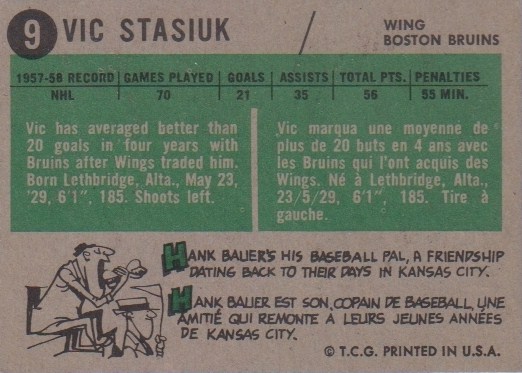 9 VIC STASIUK
WING
BOSTON BRUINS
1957-58 RECORD GAMES PLAYED GOALS ASSISTS TOTAL PTS. PENALTIES
NHL 70 21 35 56 55 MIN.
Vic has averaged better than
20 goals in four years with
Bruins after Wings traded him.
Born Lethbridge, Alta., May 23,
'29, 6'1", 185. Shoots left.
Vic marqua une moyenne de
plus de 20 buts en 4 ans avec
les Bruins qui l'ont acquis des
Wings. Né à Lethbridge, Alta.,
23/5/29, 6'1", 185. Tire à
gauche.
HANK BAUER'S HIS BASEBALL PAL, A FRIENDSHIP
DATING BACK TO THEIR DAYS IN KANSAS CITY.
HANK BAUER EST SON COPAIN DE BASEBALL, UNE
AMITIÉ QUI REMONTE A LEURS JEUNES ANNÉES
DE KANSAS CITY.
© T.C.G. PRINTED IN U.S.A.